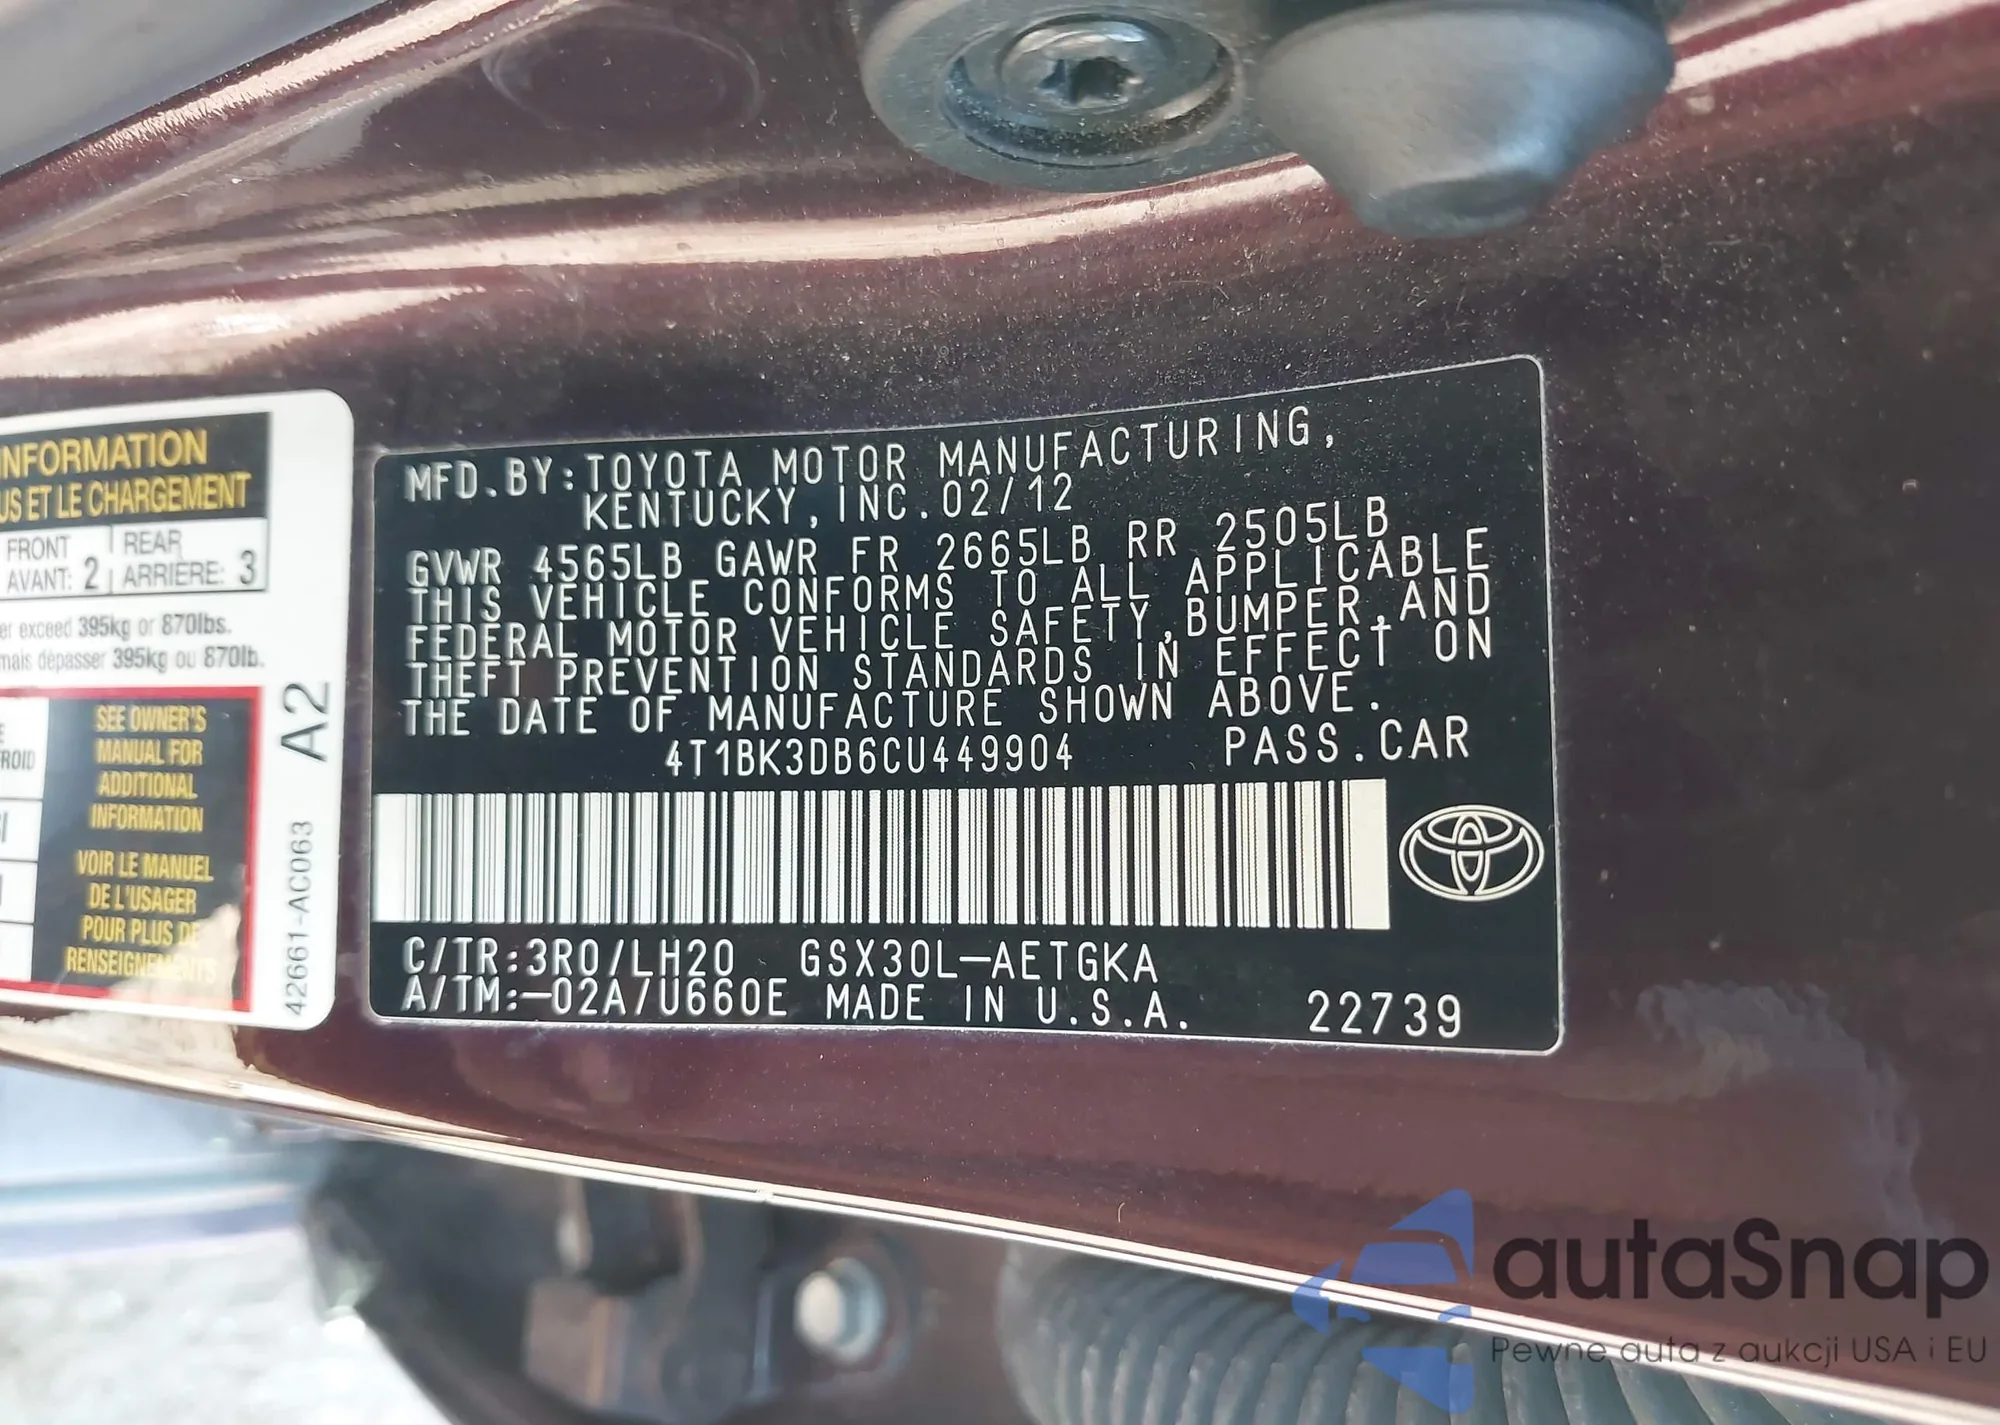 INFORMATION
US ET LE CHARGEMENT
FRONT REAR
AVANT: 2 ARRIÈRE: 3
er exceed 395kg or 870lbs.
mais dépasser 395kg ou 870lb.
SEE OWNER'S
MANUAL FOR
ADDITIONAL
INFORMATION
VOIR LE MANUEL
DE L'USAGER
POUR PLUS DE
RENSEIGNEMENTS
A2
42661-AC063
MFD.BY:TOYOTA MOTOR MANUFACTURING,
KENTUCKY, INC.02/12
GVWR 4565LB GAWR FR 2665LB RR 2505LB
THIS VEHICLE CONFORMS TO ALL APPLICABLE
FEDERAL MOTOR VEHICLE SAFETY,BUMPER,AND
THEFT PREVENTION STANDARDS IN EFFECT ON
THE DATE OF MANUFACTURE SHOWN ABOVE.
4T1BK3DB6CU449904 PASS.CAR
C/TR:3R0/LH20 GSX30L-AETGKA
A/TM:-02A/U660E MADE IN U.S.A. 22739
autaSnap
Pewne auta z aukcji USA i EU